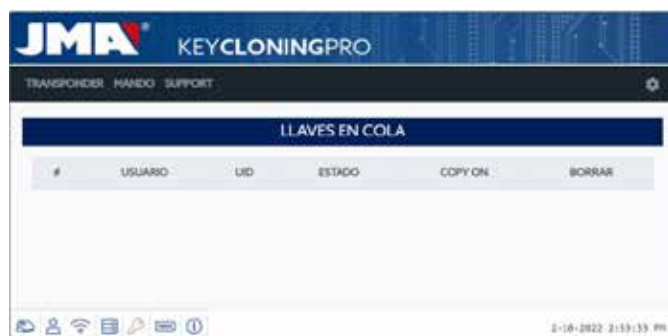 JMA® KEYCLONINGPRO
TRANSPONDER MANDO SUPPORT
LLAVES EN COLA
# USUARIO UID ESTADO COPY ON BORRAR
2-10-2022 2:53:33 PM